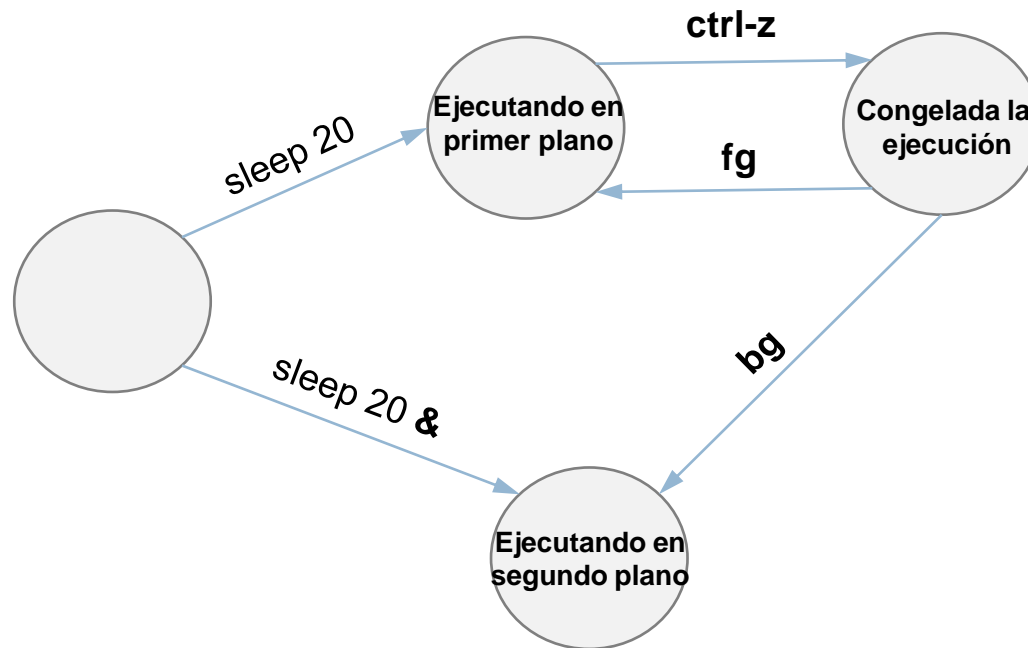 ctrl-z
Ejecutando en
primer plano
Congelada la
ejecución
sleep 20
fg
bg
sleep 20 &
Ejecutando en
segundo plano